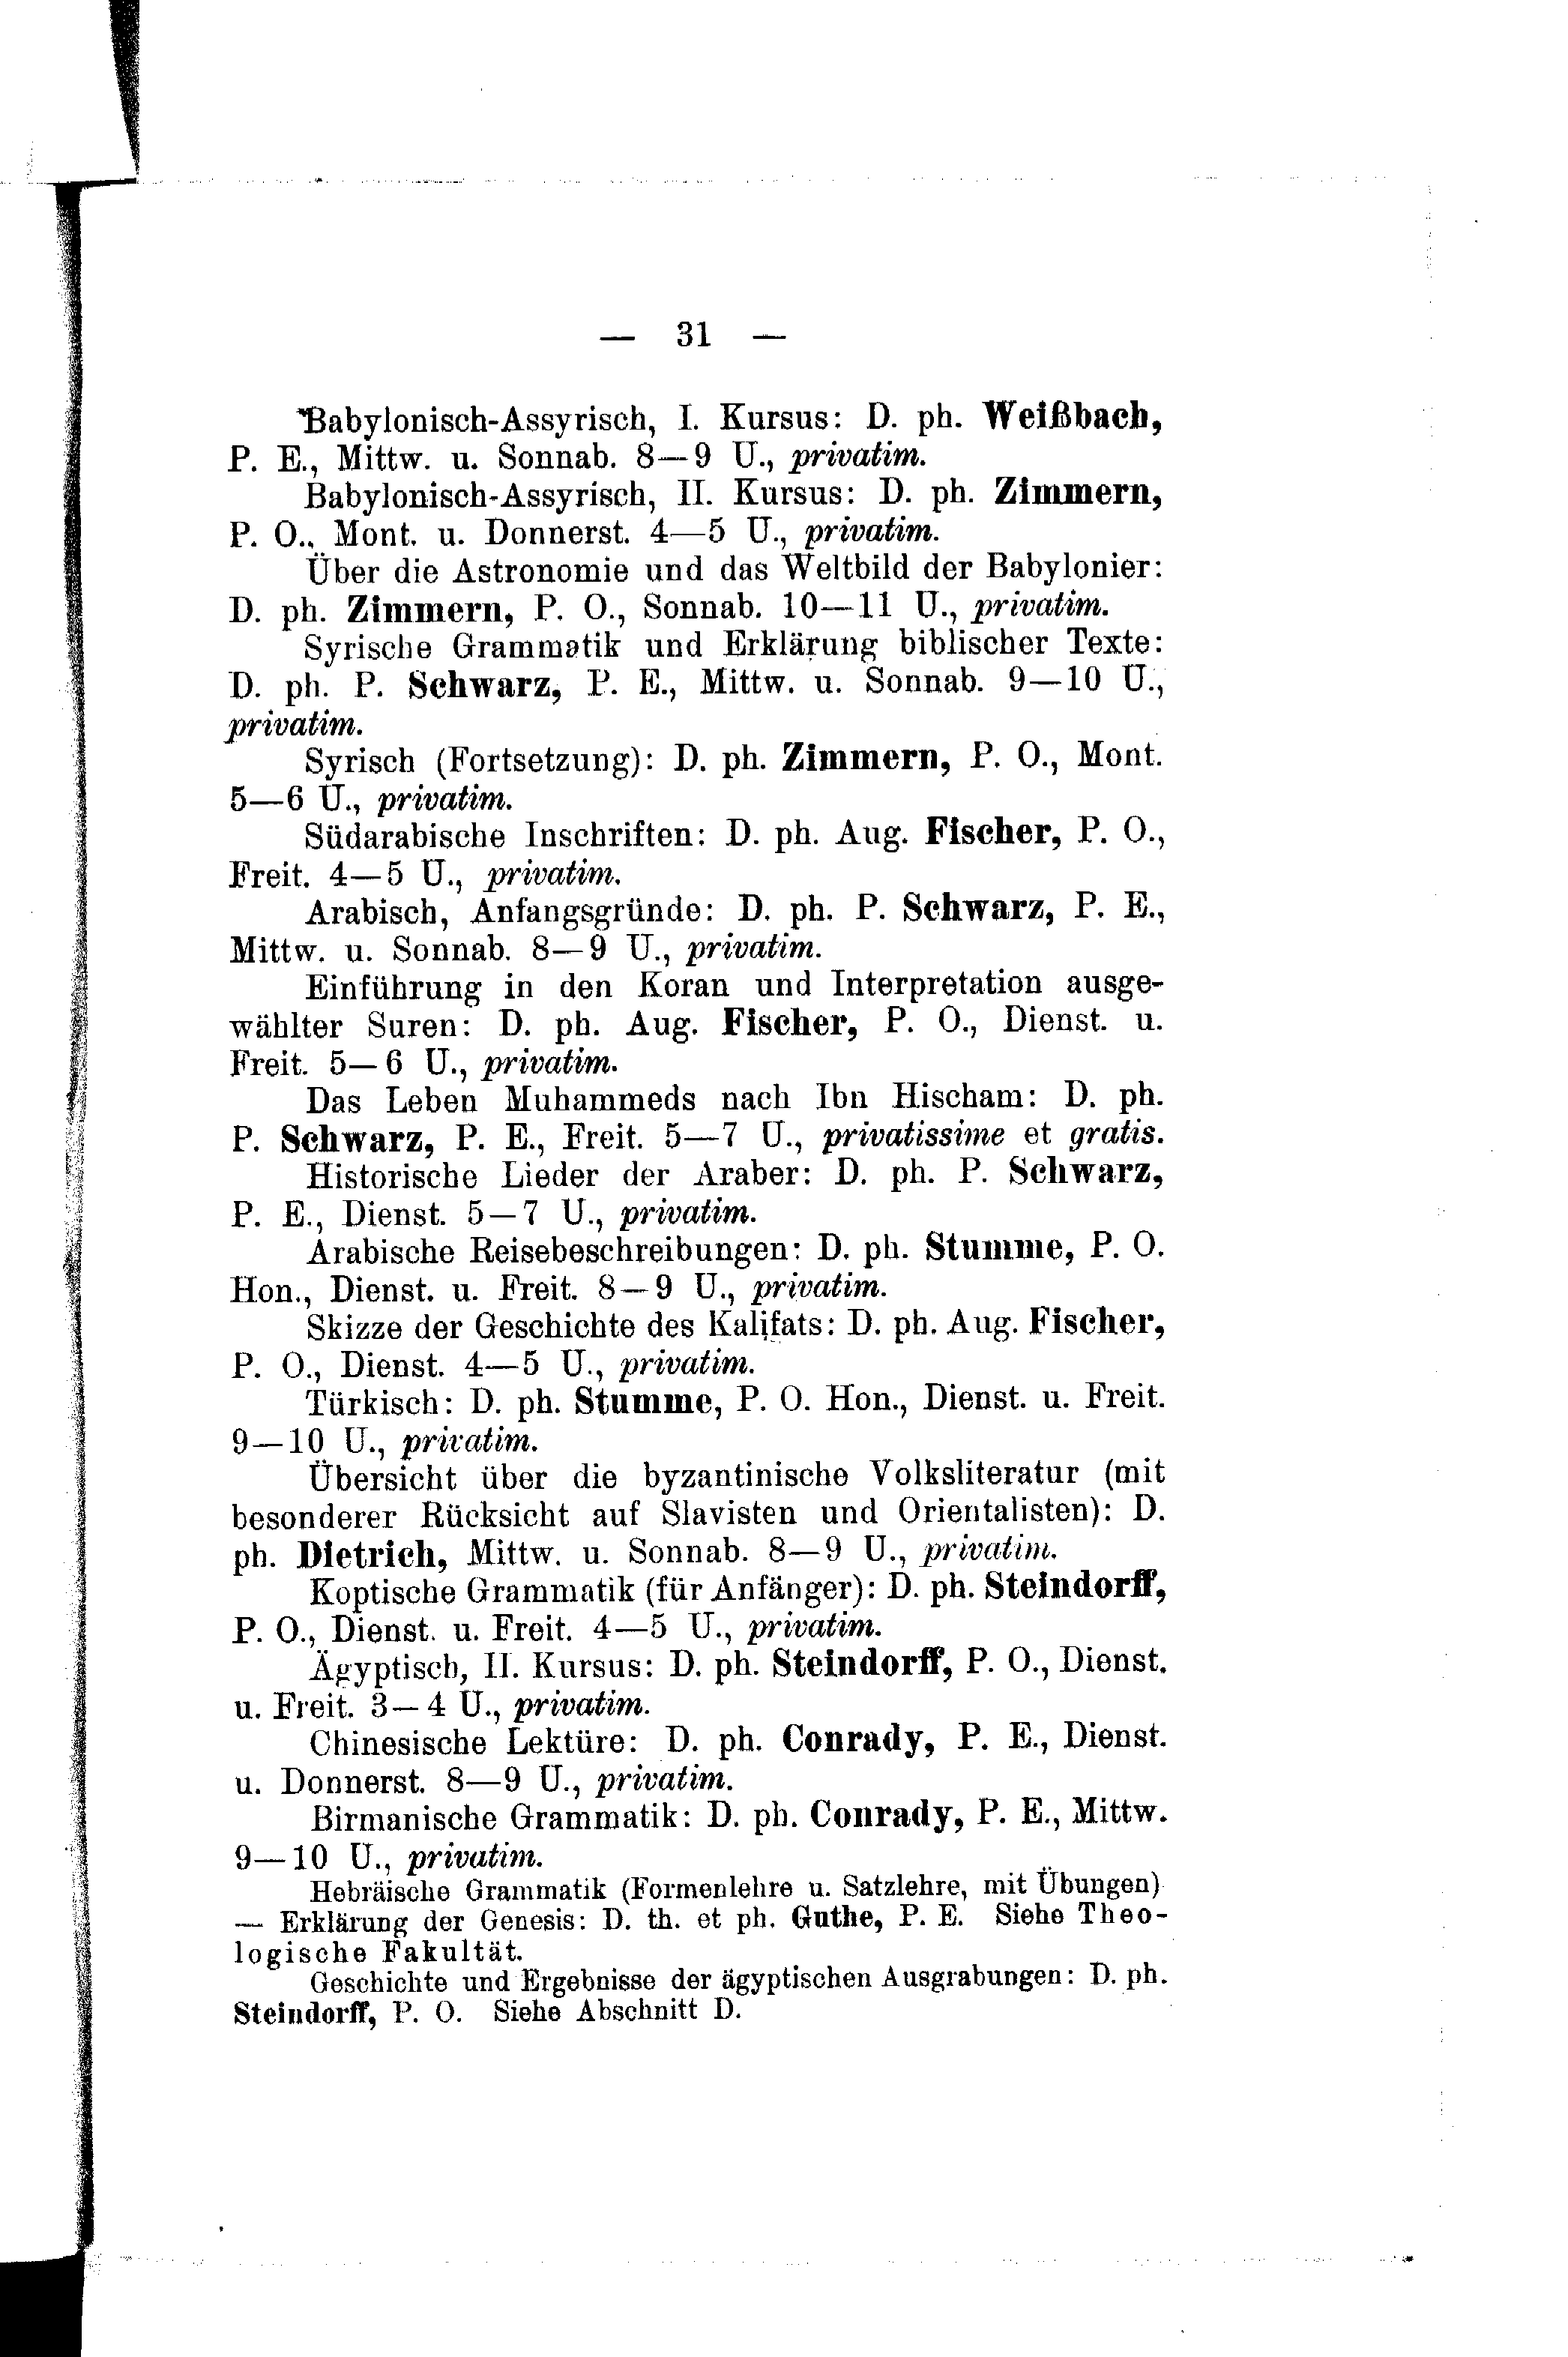 — 31 —
Babylonisch-Assyrisch, I. Kursus: D. ph. Weißbach,
P. E., Mittw. u. Sonnab. 8—9 U., privatim.
Babylonisch-Assyrisch, II. Kursus: D. ph. Zimmern,
P. O., Mont. u. Donnerst. 4—5 U., privatim.
Über die Astronomie und das Weltbild der Babylonier:
D. ph. Zimmern, P. O., Sonnab. 10—11 U., privatim.
Syrische Grammatik und Erklärung biblischer Texte:
D. ph. P. Schwarz, P. E., Mittw. u. Sonnab. 9—10 U.,
privatim.
Syrisch (Fortsetzung): D. ph. Zimmern, P. O., Mont.
5—6 U., privatim.
Südarabische Inschriften: D. ph. Aug. Fischer, P. O.,
Freit. 4—5 U., privatim.
Arabisch, Anfangsgründe: D. ph. P. Schwarz, P. E.,
Mittw. u. Sonnab. 8—9 U., privatim.
Einführung in den Koran und Interpretation ausge-
wählter Suren: D. ph. Aug. Fischer, P. O., Dienst. u.
Freit. 5—6 U., privatim.
Das Leben Muhammeds nach Ibn Hischam: D. ph.
P. Schwarz, P. E., Freit. 5—7 U., privatissime et gratis.
Historische Lieder der Araber: D. ph. P. Schwarz,
P. E., Dienst. 5—7 U., privatim.
Arabische Reisebeschreibungen: D. ph. Stumme, P. O.
Hon., Dienst. u. Freit. 8—9 U., privatim.
Skizze der Geschichte des Kalifats: D. ph. Aug. Fischer,
P. O., Dienst. 4—5 U., privatim.
Türkisch: D. ph. Stumme, P. O. Hon., Dienst. u. Freit.
9—10 U., privatim.
Übersicht über die byzantinische Volksliteratur (mit
besonderer Rücksicht auf Slavisten und Orientalisten): D.
ph. Dietrich, Mittw. u. Sonnab. 8—9 U., privatim.
Koptische Grammatik (für Anfänger): D. ph. Steindorff,
P. O., Dienst. u. Freit. 4—5 U., privatim.
Ägyptisch, II. Kursus: D. ph. Steindorff, P. O., Dienst.
u. Freit. 3—4 U., privatim.
Chinesische Lektüre: D. ph. Conrady, P. E., Dienst.
u. Donnerst. 8—9 U., privatim.
Birmanische Grammatik: D. ph. Conrady, P. E., Mittw.
9—10 U., privatim.
Hebräische Grammatik (Formenlehre u. Satzlehre, mit Übungen)
— Erklärung der Genesis: D. th. et ph. Guthe, P. E. Siehe Theo-
logische Fakultät.
Geschichte und Ergebnisse der ägyptischen Ausgrabungen: D. ph.
Steindorff, P. O. Siehe Abschnitt D.